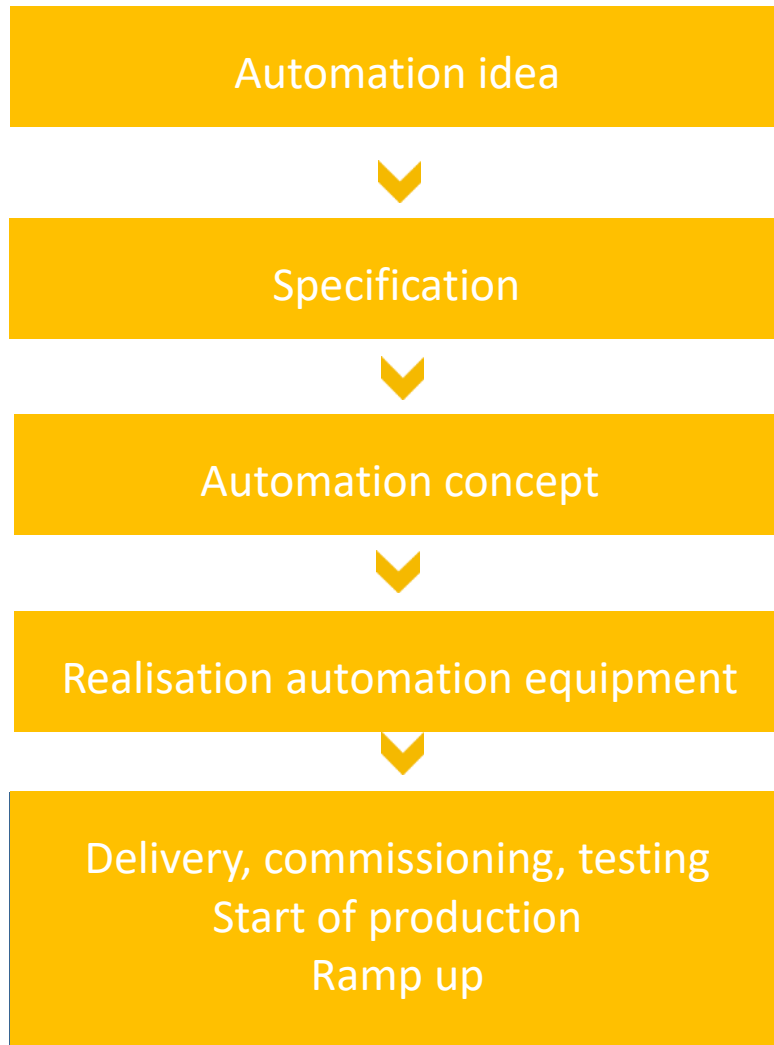 Automation idea
Specification
Automation concept
Realisation automation equipment
Delivery, commissioning, testing
Start of production
Ramp up